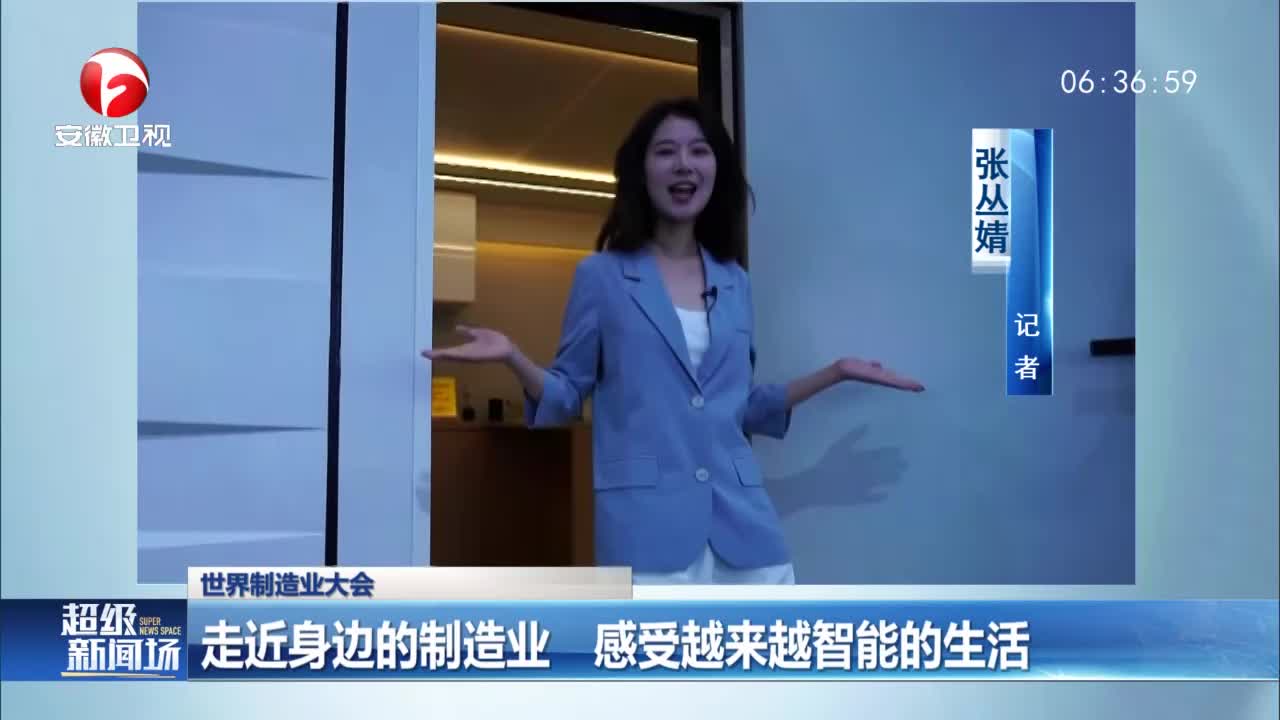 安徽卫视
06:36:59
张丛婧
记者
世界制造业大会
超级新闻场
SUPER
NEWS SPACE
走近身边的制造业 感受越来越智能的生活